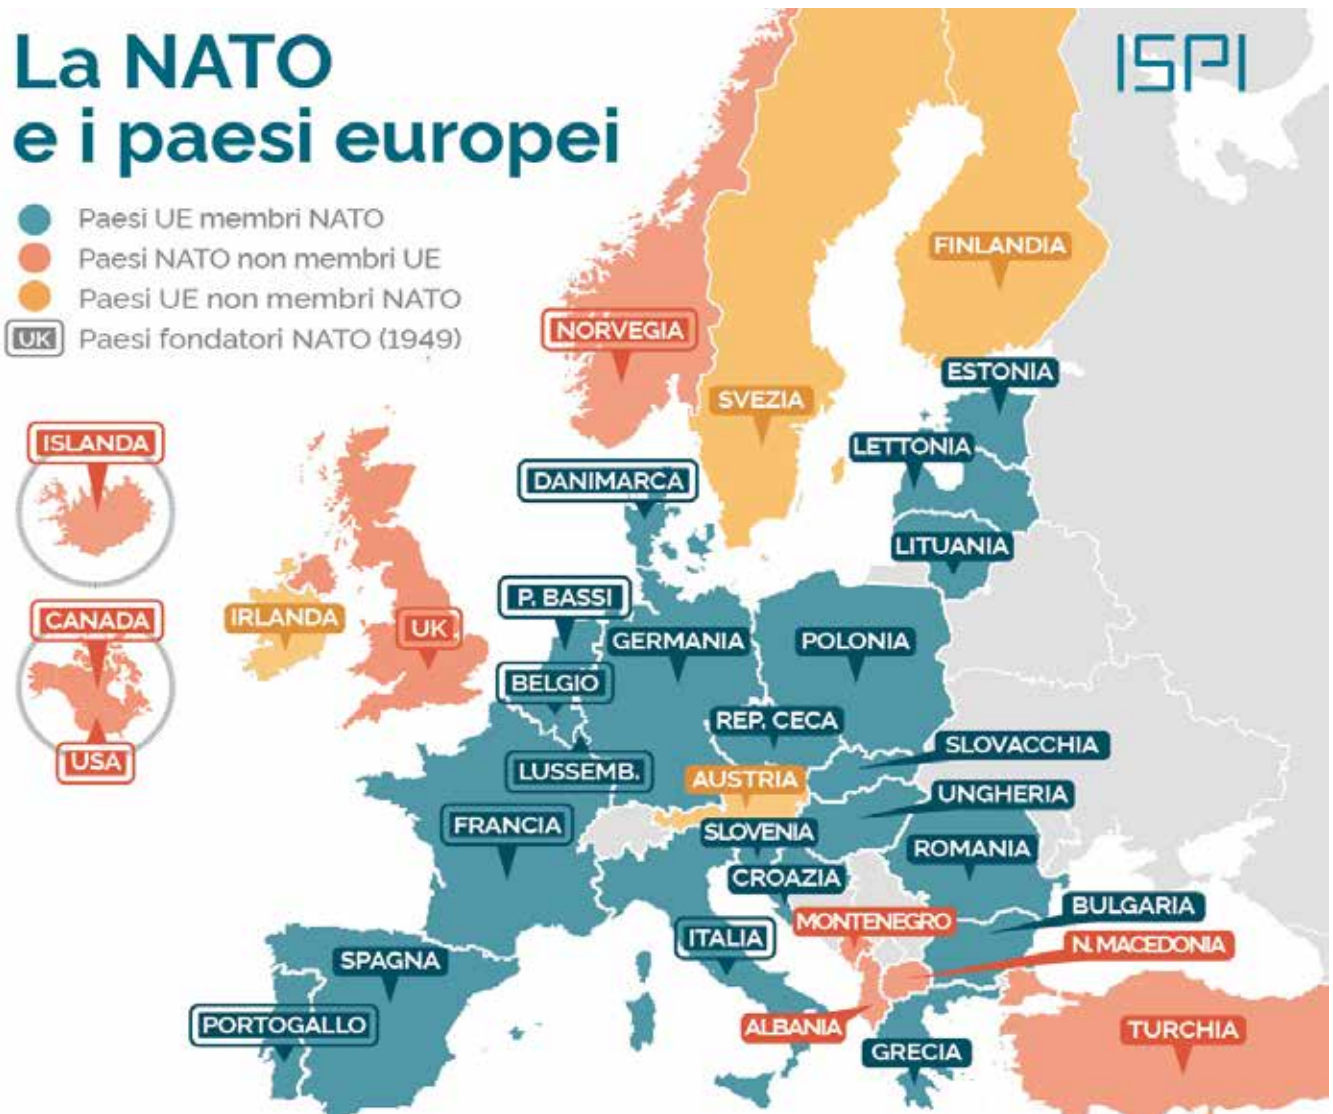 La NATO
e i paesi europei
ISPI
Paesi UE membri NATO
Paesi NATO non membri UE
Paesi UE non membri NATO
UK Paesi fondatori NATO (1949)
FINLANDIA
NORVEGIA
ESTONIA
SVEZIA
ISLANDA
LETTONIA
DANIMARCA
LITUANIA
P. BASSI
CANADA
IRLANDA
UK
GERMANIA
POLONIA
BELGIO
REP. CECA
SLOVACCHIA
USA
LUSSEMB.
AUSTRIA
UNGHERIA
FRANCIA
SLOVENIA
ROMANIA
CROAZIA
BULGARIA
MONTENEGRO
ITALIA
N. MACEDONIA
SPAGNA
PORTOGALLO
ALBANIA
TURCHIA
GRECIA